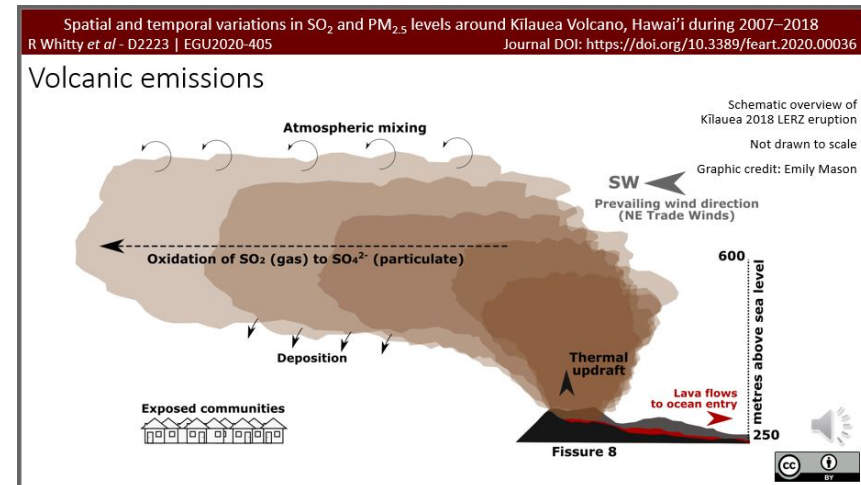 Spatial and temporal variations in SO₂ and PM₂.₅ levels around Kīlauea Volcano, Hawai'i during 2007–2018
R Whitty et al - D2223 | EGU2020-405
Journal DOI: https://doi.org/10.3389/feart.2020.00036
Volcanic emissions
Schematic overview of
Kīlauea 2018 LERZ eruption
Not drawn to scale
Graphic credit: Emily Mason
Atmospheric mixing
SW
Prevailing wind direction
(NE Trade Winds)
Oxidation of SO₂ (gas) to SO₄²⁻ (particulate)
600
metres above sea level
250
Deposition
Thermal
updraft
Lava flows
to ocean entry
Exposed communities
Fissure 8
cc
BY